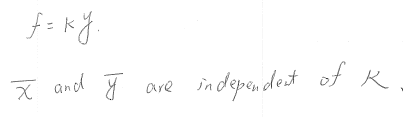 f = ky.
x̄ and ȳ are independent of K.